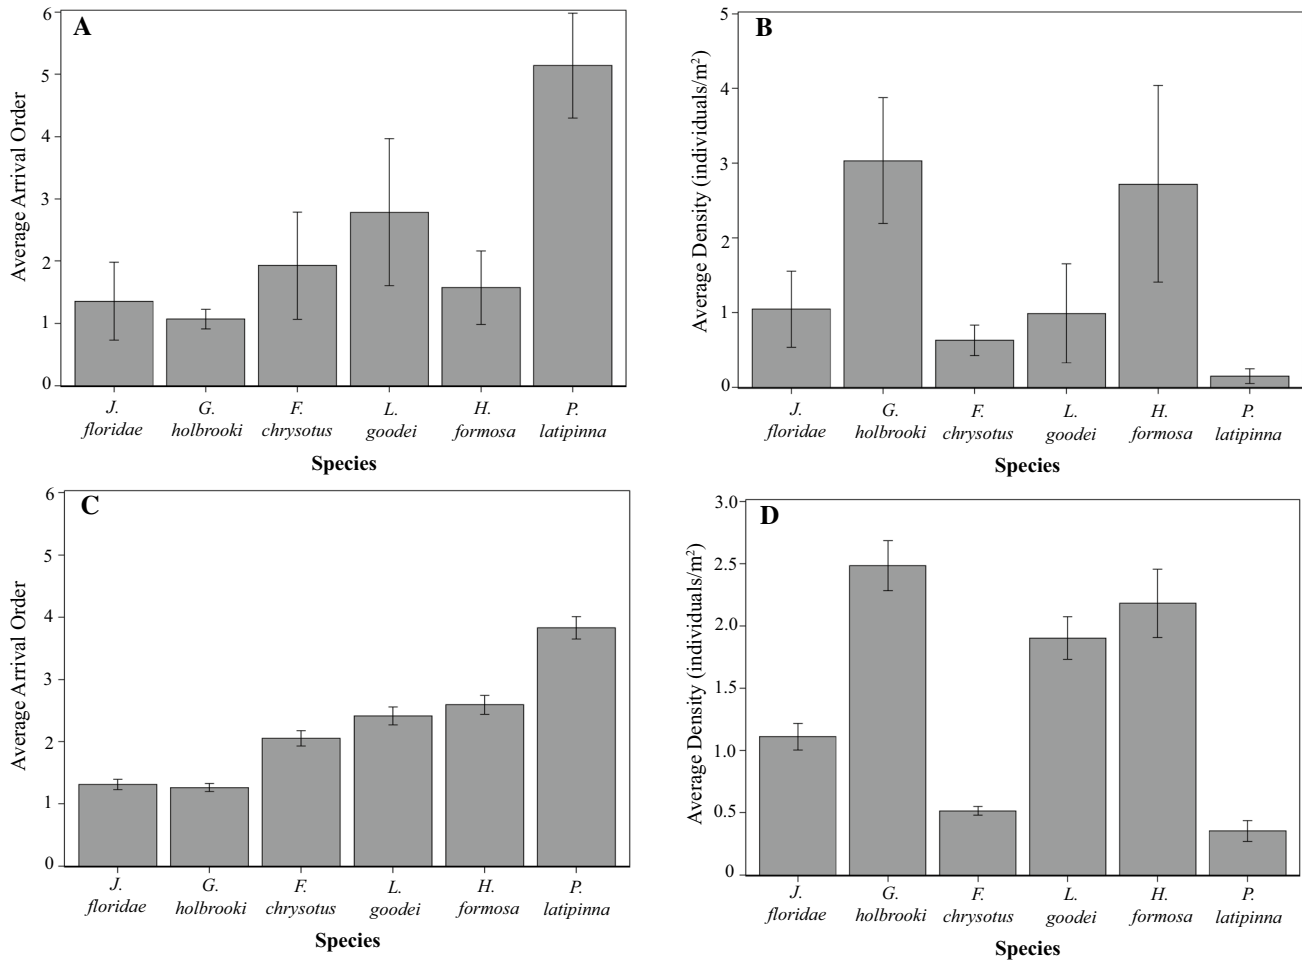 A
Average Arrival Order
6
5
4
3
2
1
0
J.
floridae
G.
holbrooki
F.
chrysotus
L.
goodei
H.
formosa
P.
latipinna
Species
B
Average Density (individuals/m²)
5
4
3
2
1
0
J.
floridae
G.
holbrooki
F.
chrysotus
L.
goodei
H.
formosa
P.
latipinna
Species
C
Average Arrival Order
6
5
4
3
2
1
0
J.
floridae
G.
holbrooki
F.
chrysotus
L.
goodei
H.
formosa
P.
latipinna
Species
D
Average Density (individuals/m²)
3.0
2.5
2.0
1.5
1.0
0.5
0
J.
floridae
G.
holbrooki
F.
chrysotus
L.
goodei
H.
formosa
P.
latipinna
Species